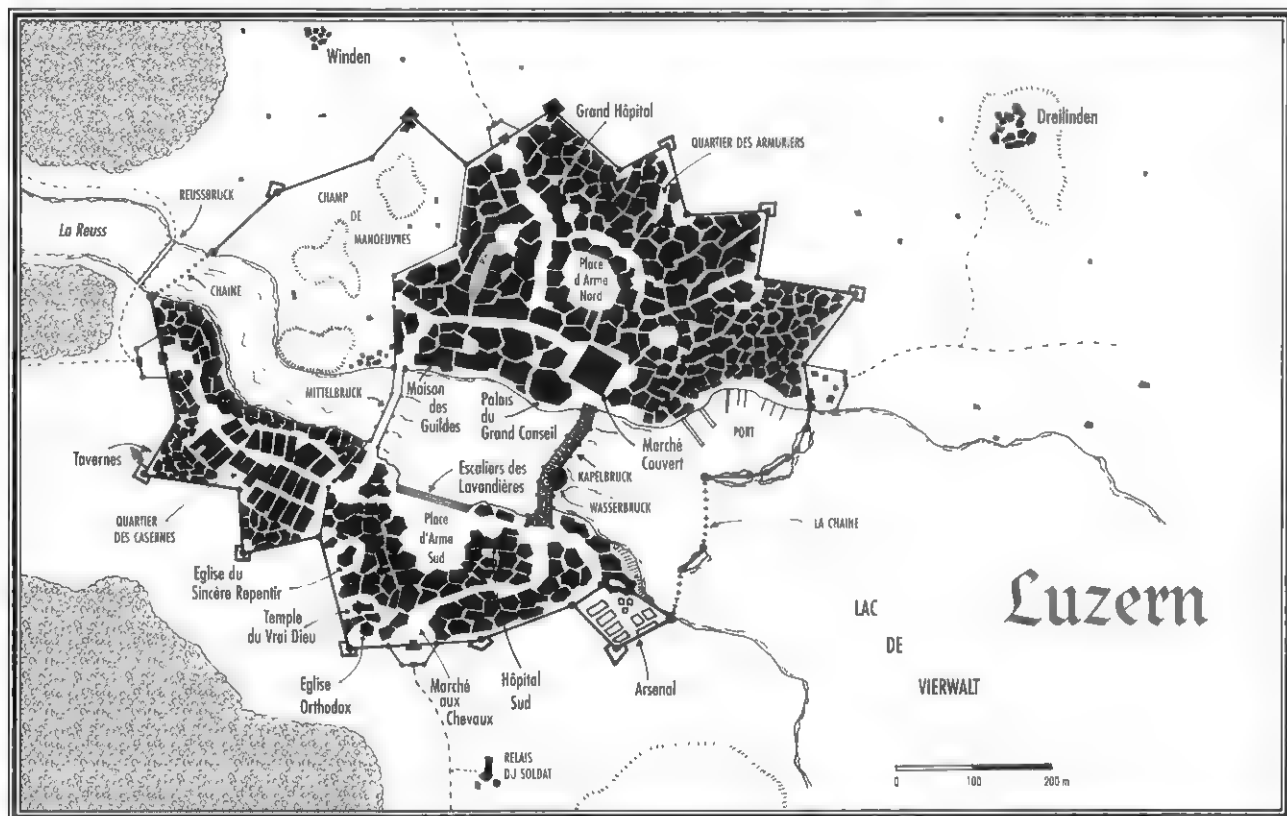 Winden
Grand Hôpital
Dreilinden
QUARTIER DES ARMURIERS
REUSSBRUCK
CHAMP
DE
MANOEUVRES
La Reuss
Place
d'Arme
Nord
CHAINE
MITTELBRUCK
Maison
des
Guildes
Palais
du
Grand Conseil
Marché
Couvert
PORT
Tavernes
Escaliers des
Lavandières
KAPELBRUCK
WASSERBRUCK
QUARTIER
DES CASERNES
Place
d'Arme
Sud
LA CHAINE
Eglise du
Sincère Repentir
Luzern
Temple
du Vrai Dieu
LAC
DE
VIERWALT
Eglise
Orthodox
Marché
aux
Chevaux
Hôpital
Sud
Arsenal
RELAIS
DJ SOLDAT
0 100 200 m